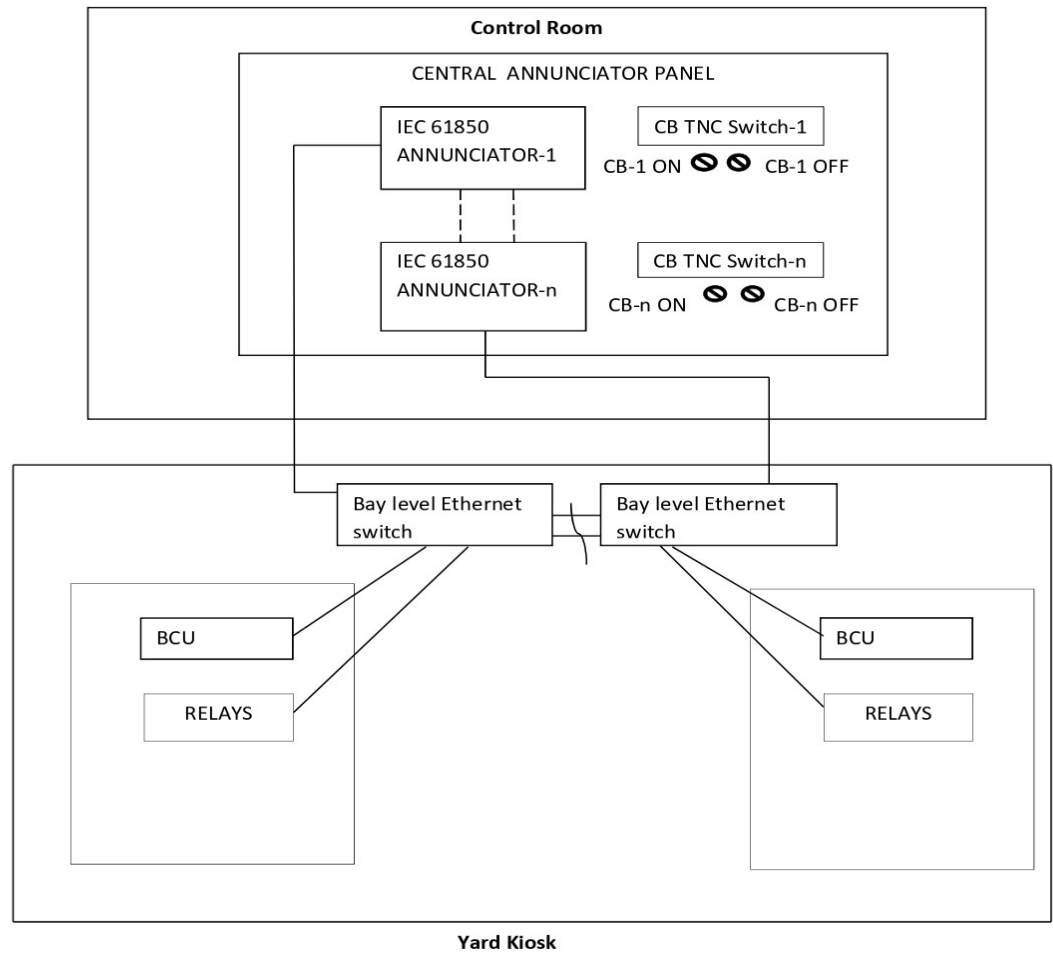 Control Room
CENTRAL ANNUNCIATOR PANEL
IEC 61850
ANNUNCIATOR-1
CB TNC Switch-1
CB-1 ON
CB-1 OFF
IEC 61850
ANNUNCIATOR-n
CB TNC Switch-n
CB-n ON
CB-n OFF
Bay level Ethernet
switch
Bay level Ethernet
switch
BCU
RELAYS
BCU
RELAYS
Yard Kiosk